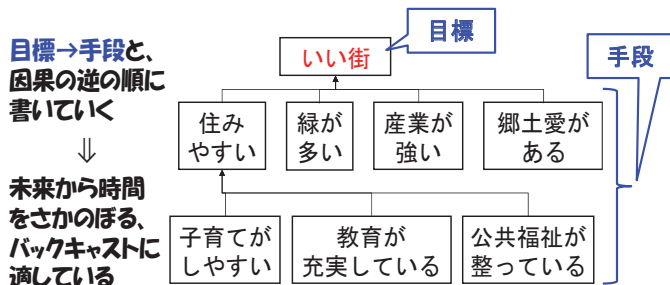 目標→手段と、
因果の逆の順に
書いていく
⇓
未来から時間
をさかのぼる、
バックキャストに
適している
目標
いい街
手段
住み
やすい
緑が
多い
産業が
強い
郷土愛が
ある
子育てが
しやすい
教育が
充実している
公共福祉が
整っている